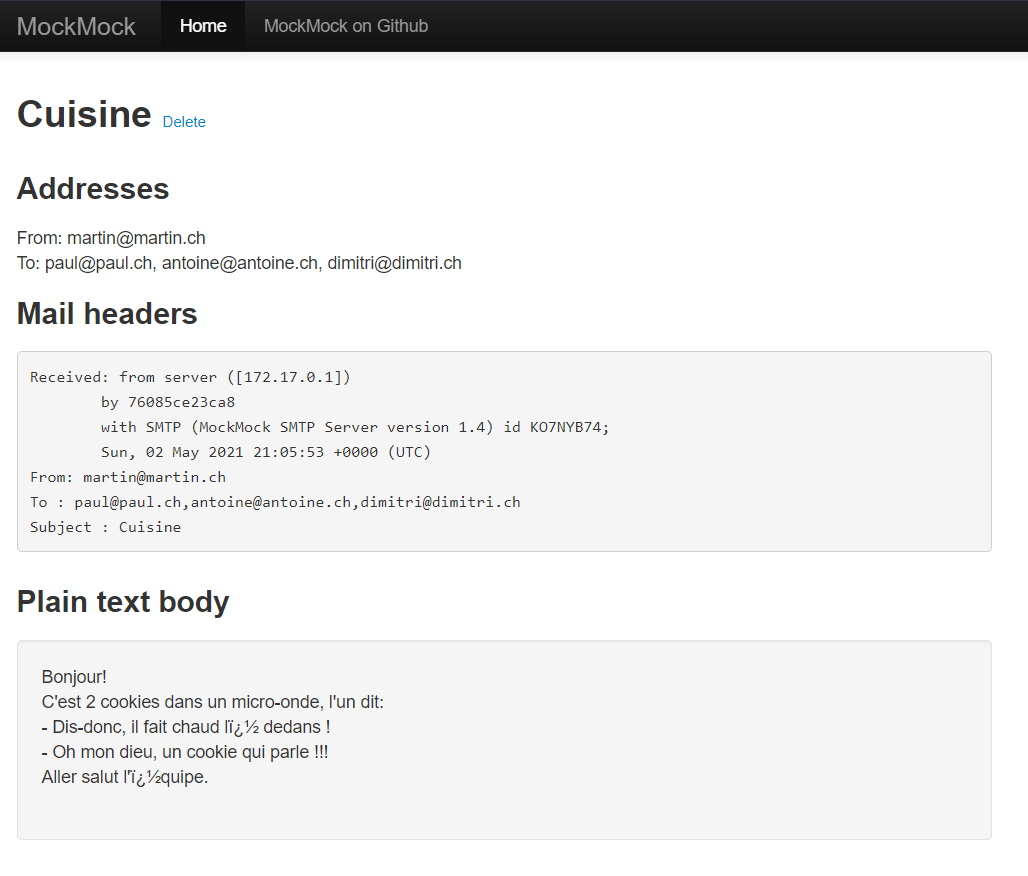 MockMock Home MockMock on Github
Cuisine Delete
Addresses
From: martin@martin.ch
To: paul@paul.ch, antoine@antoine.ch, dimitri@dimitri.ch
Mail headers
Received: from server ([172.17.0.1])
by 76085ce23ca8
with SMTP (MockMock SMTP Server version 1.4) id KO7NYB74;
Sun, 02 May 2021 21:05:53 +0000 (UTC)
From: martin@martin.ch
To : paul@paul.ch,antoine@antoine.ch,dimitri@dimitri.ch
Subject : Cuisine
Plain text body
Bonjour!
C'est 2 cookies dans un micro-onde, l'un dit:
- Dis-donc, il fait chaud lï¿½ dedans !
- Oh mon dieu, un cookie qui parle !!!
Aller salut l'ï¿½quipe.